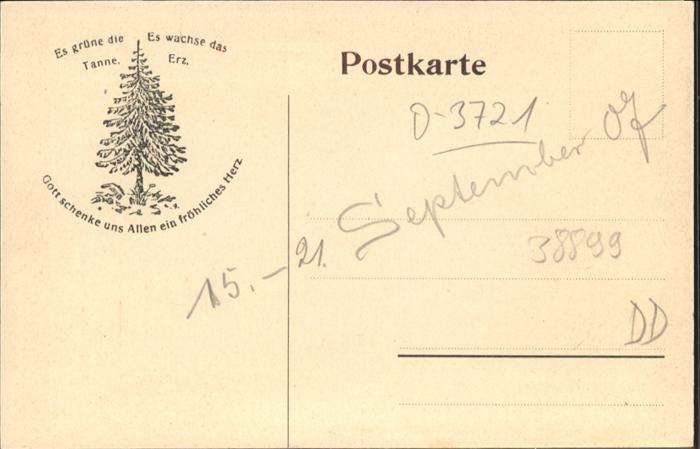 Es grüne die Tanne.
Es wachse das Erz.
Gott schenke uns Allen ein fröhliches Herz
Postkarte
D-3721
15.-21. September 07
38899
DD